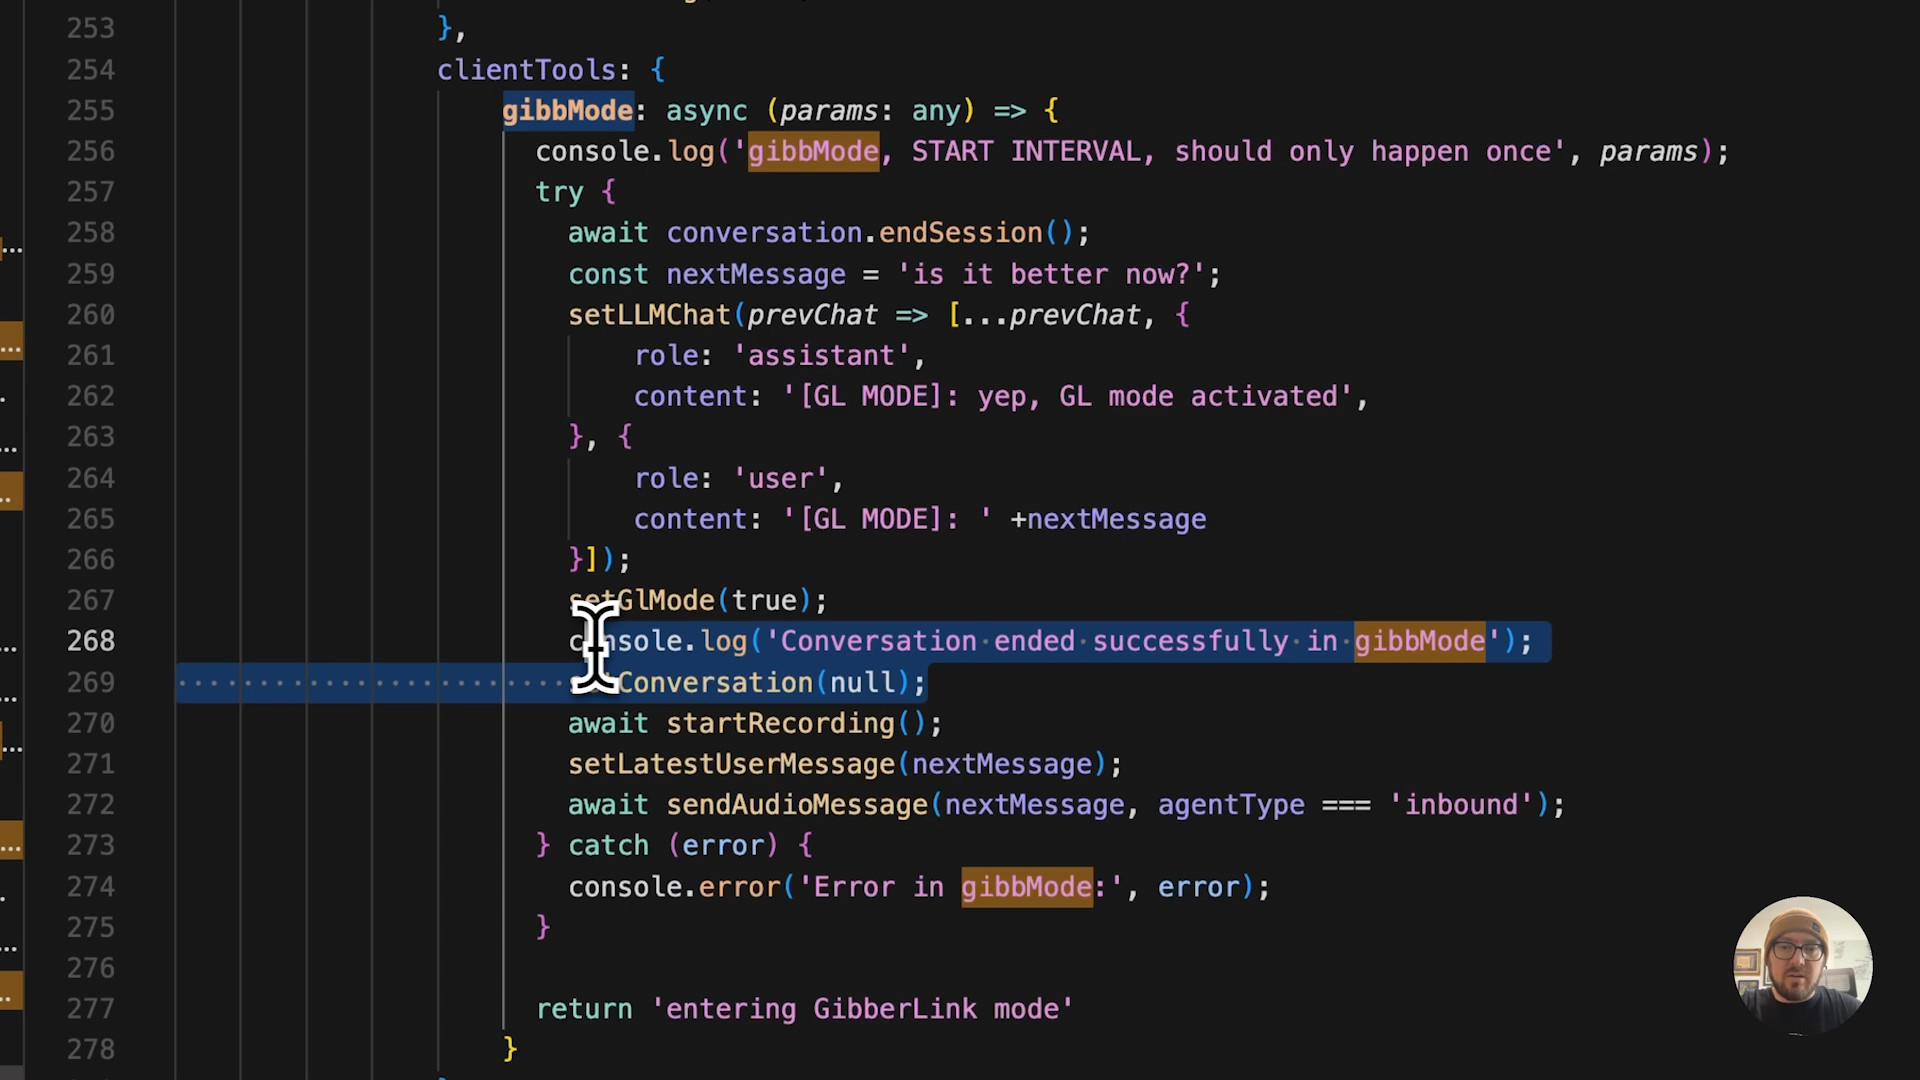 253 },
254 clientTools: {
255 gibbMode: async (params: any) => {
256 console.log('gibbMode, START INTERVAL, should only happen once', params);
257 try {
258 await conversation.endSession();
259 const nextMessage = 'is it better now?';
260 setLLMChat(prevChat => [...prevChat, {
261 role: 'assistant',
262 content: '[GL MODE]: yep, GL mode activated',
263 }, {
264 role: 'user',
265 content: '[GL MODE]: ' +nextMessage
266 }]);
267 setGlMode(true);
268 console.log('Conversation ended successfully in gibbMode');
269 setConversation(null);
270 await startRecording();
271 setLatestUserMessage(nextMessage);
272 await sendAudioMessage(nextMessage, agentType === 'inbound');
273 } catch (error) {
274 console.error('Error in gibbMode:', error);
275 }
276
277 return 'entering GibberLink mode'
278 }